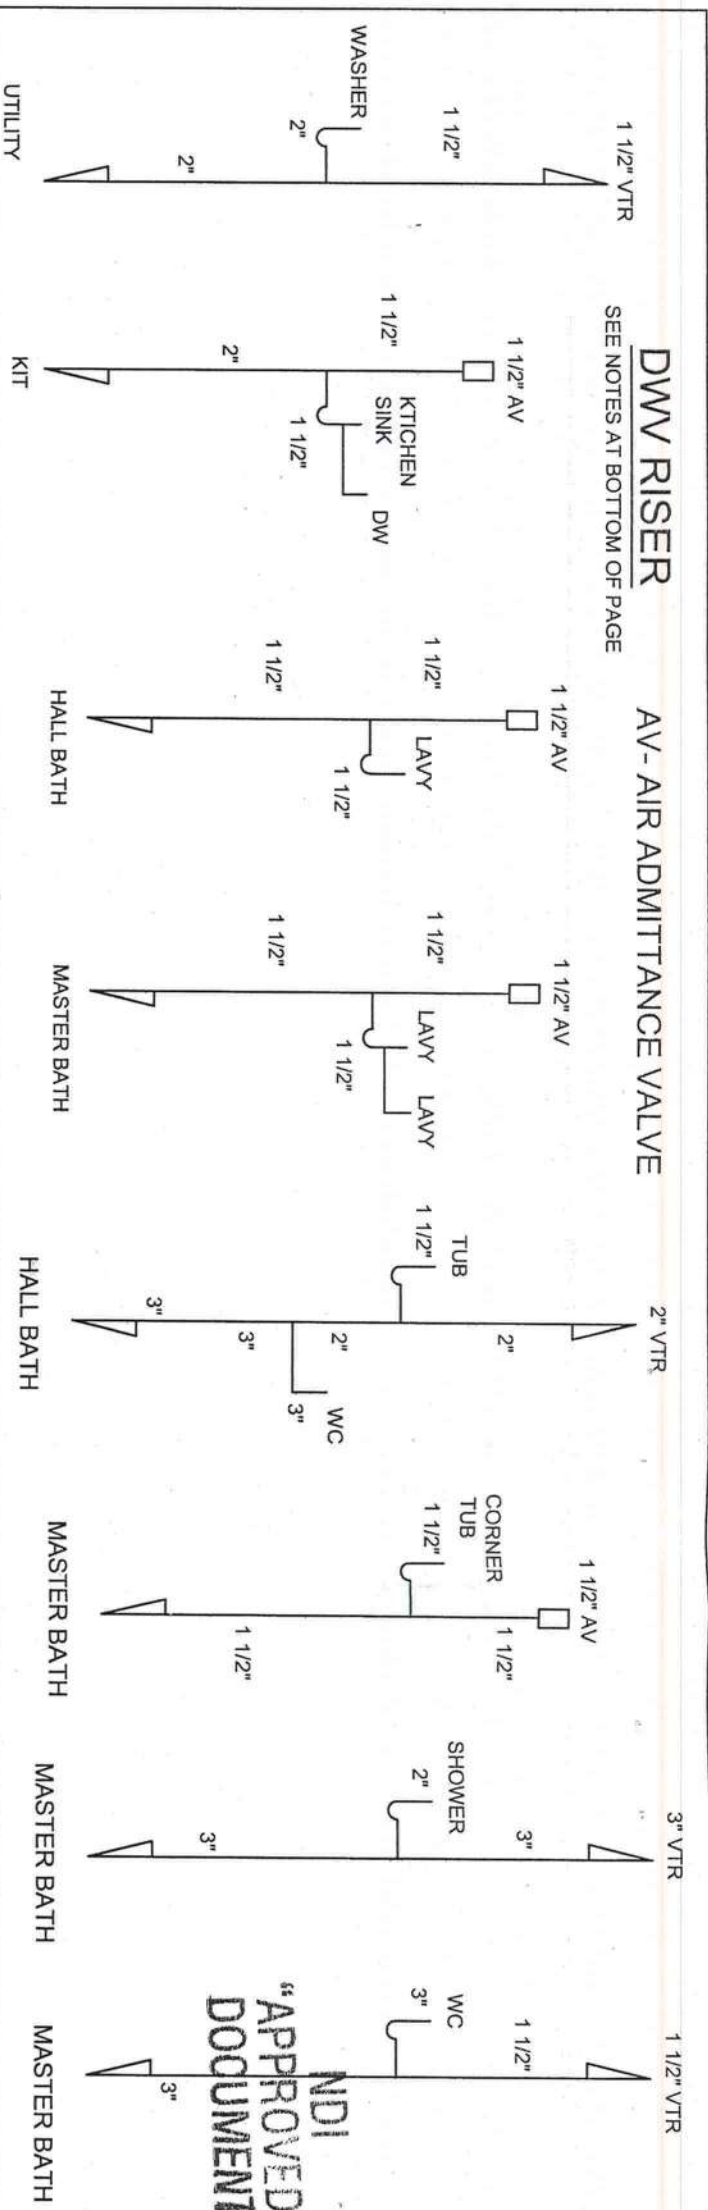 DWV RISER
SEE NOTES AT BOTTOM OF PAGE
AV- AIR ADMITTANCE VALVE
1 1/2" VTR
1 1/2"
WASHER
2"
2"
UTILITY
1 1/2" AV
1 1/2"
KTICHEN
SINK
DW
1 1/2"
2"
KIT
1 1/2" AV
1 1/2"
LAVY
1 1/2"
1 1/2"
HALL BATH
1 1/2" AV
1 1/2"
LAVY
LAVY
1 1/2"
1 1/2"
MASTER BATH
2" VTR
2"
TUB
1 1/2"
2"
WC
3"
3"
3"
HALL BATH
1 1/2" AV
1 1/2"
CORNER
TUB
1 1/2"
1 1/2"
MASTER BATH
3" VTR
3"
SHOWER
2"
3"
MASTER BATH
1 1/2" VTR
1 1/2"
WC
3"
3"
MASTER BATH
NDI
"APPROVED
DOCUMENT